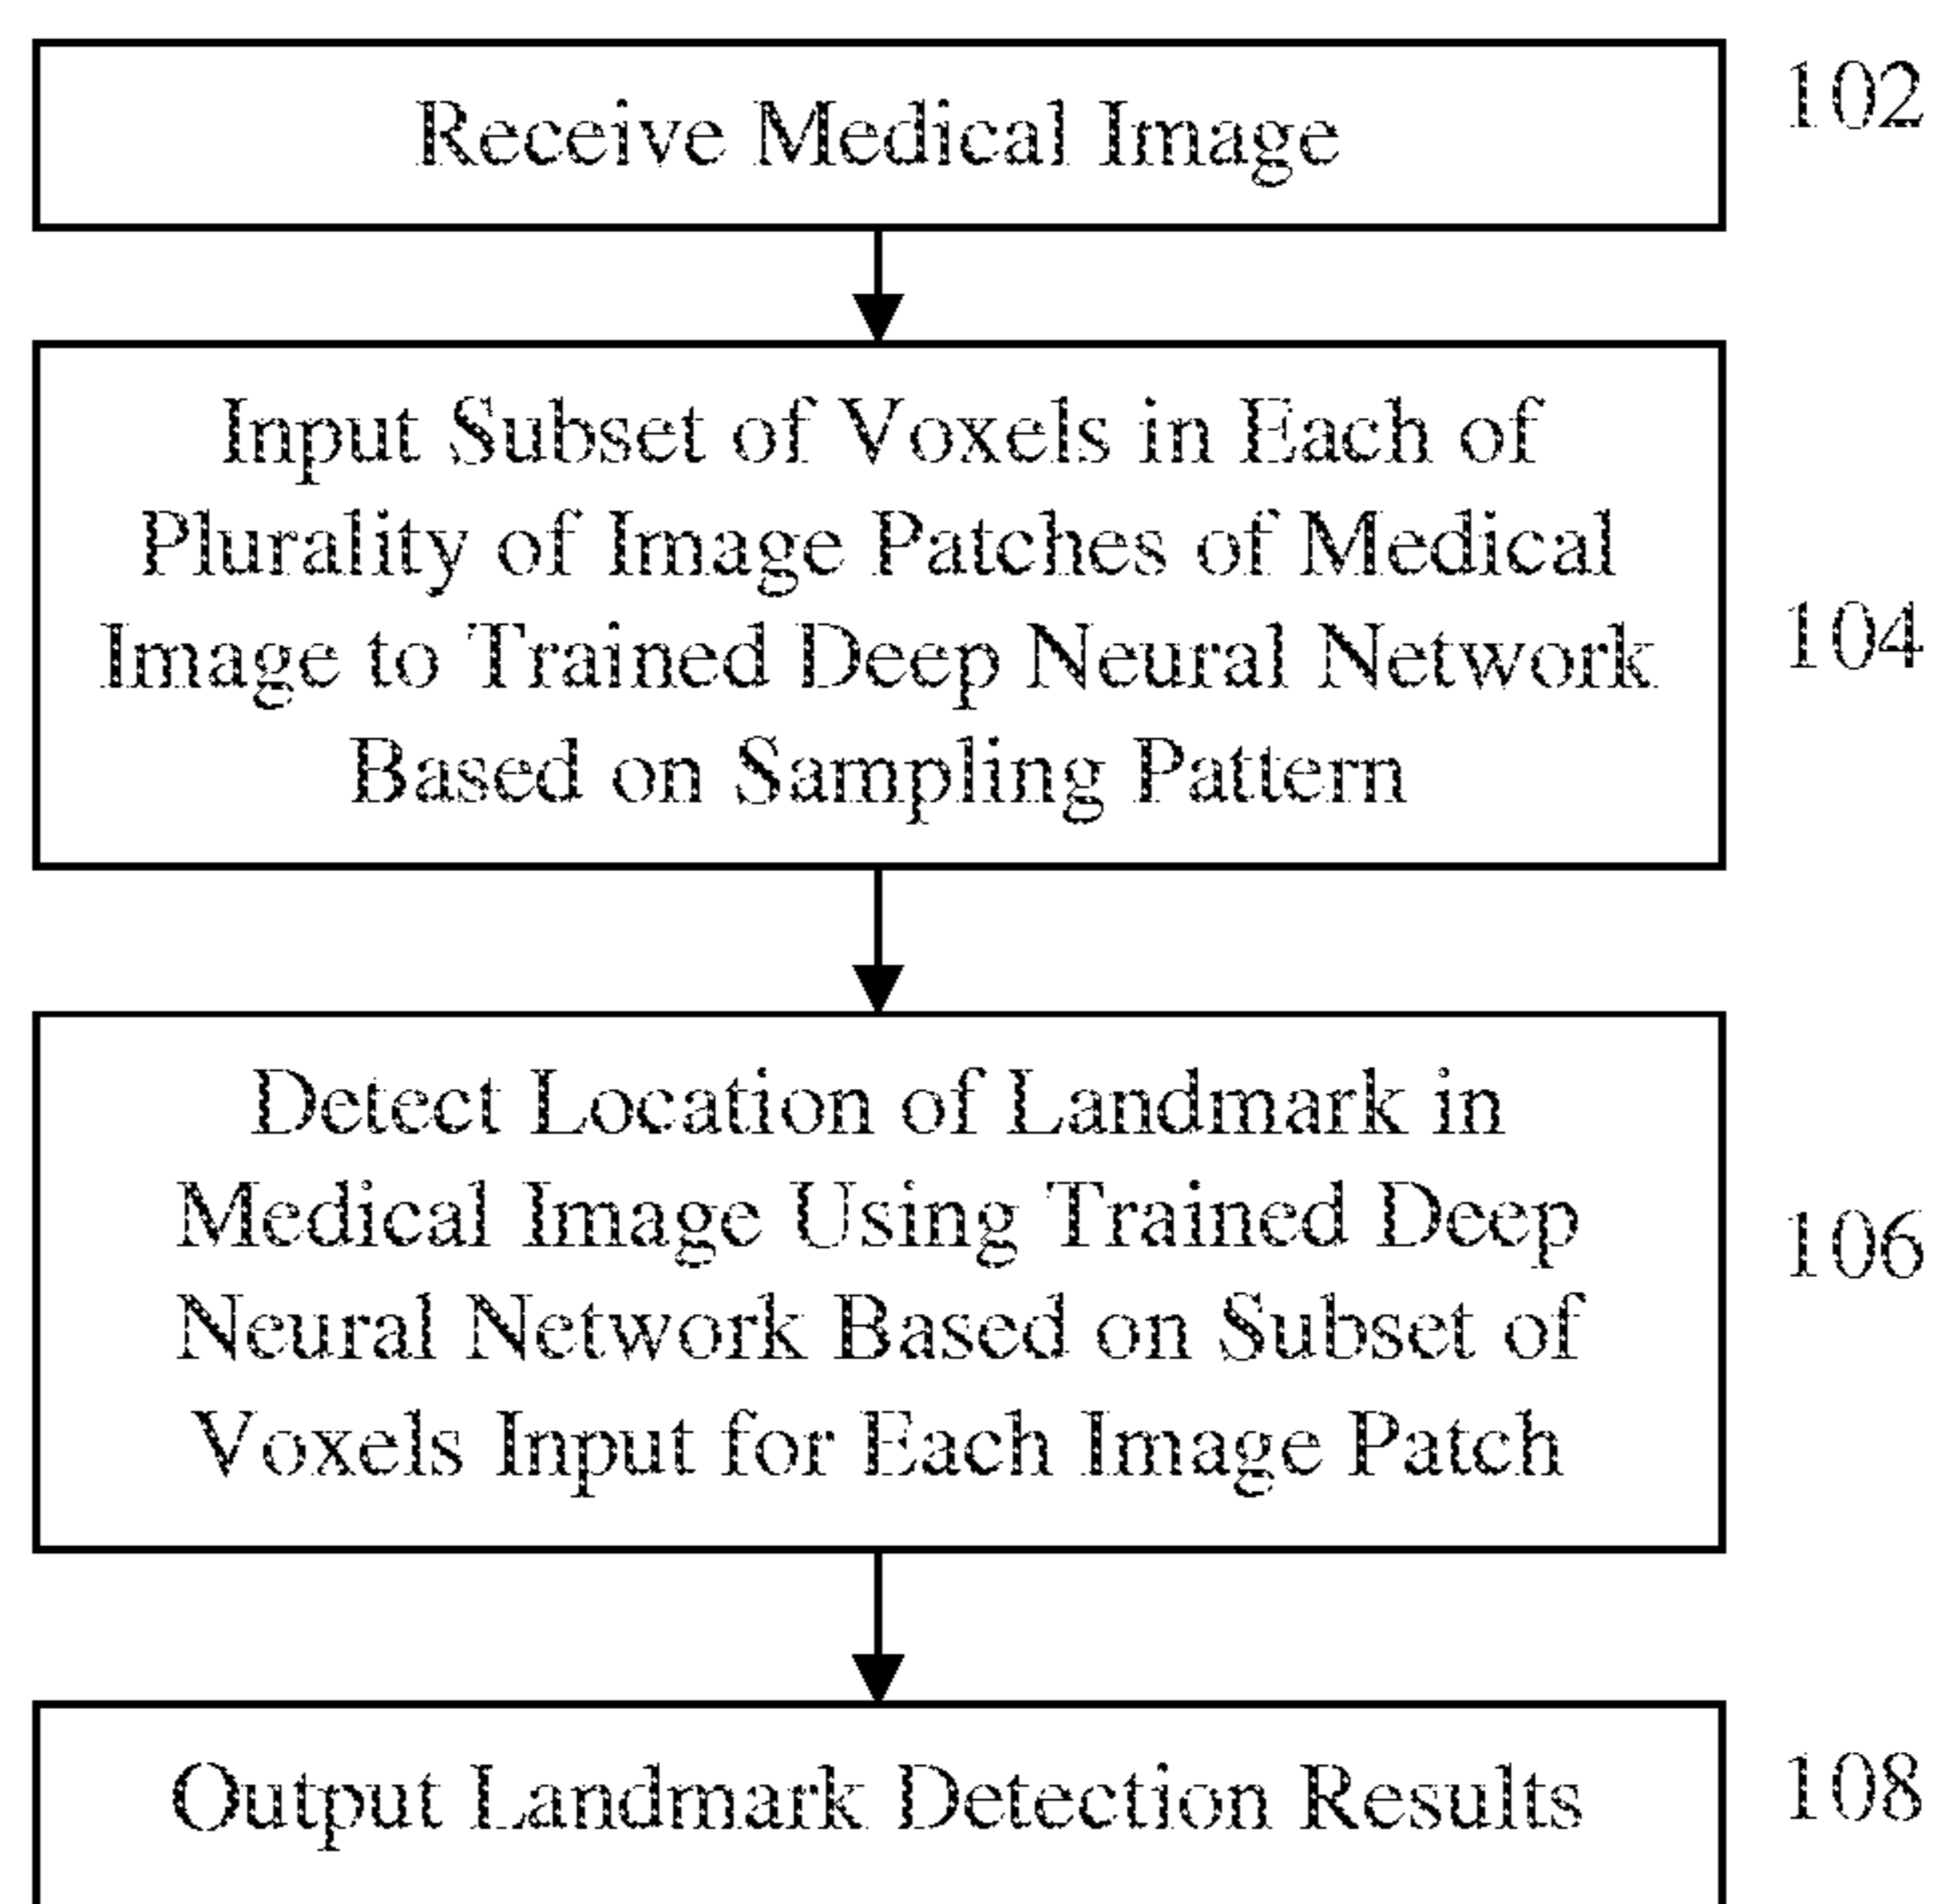 Receive Medical Image
102
Input Subset of Voxels in Each of
Plurality of Image Patches of Medical
Image to Trained Deep Neural Network
Based on Sampling Pattern
104
Detect Location of Landmark in
Medical Image Using Trained Deep
Neural Network Based on Subset of
Voxels Input for Each Image Patch
106
Output Landmark Detection Results
108